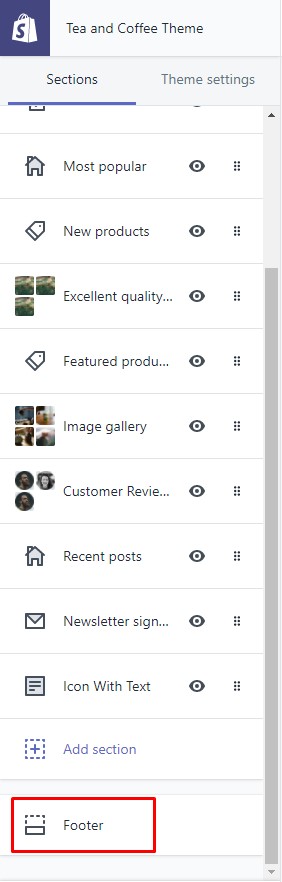 Tea and Coffee Theme
Sections Theme settings
Most popular
New products
Excellent quality...
Featured produ...
Image gallery
Customer Revie...
Recent posts
Newsletter sign...
Icon With Text
Add section
Footer